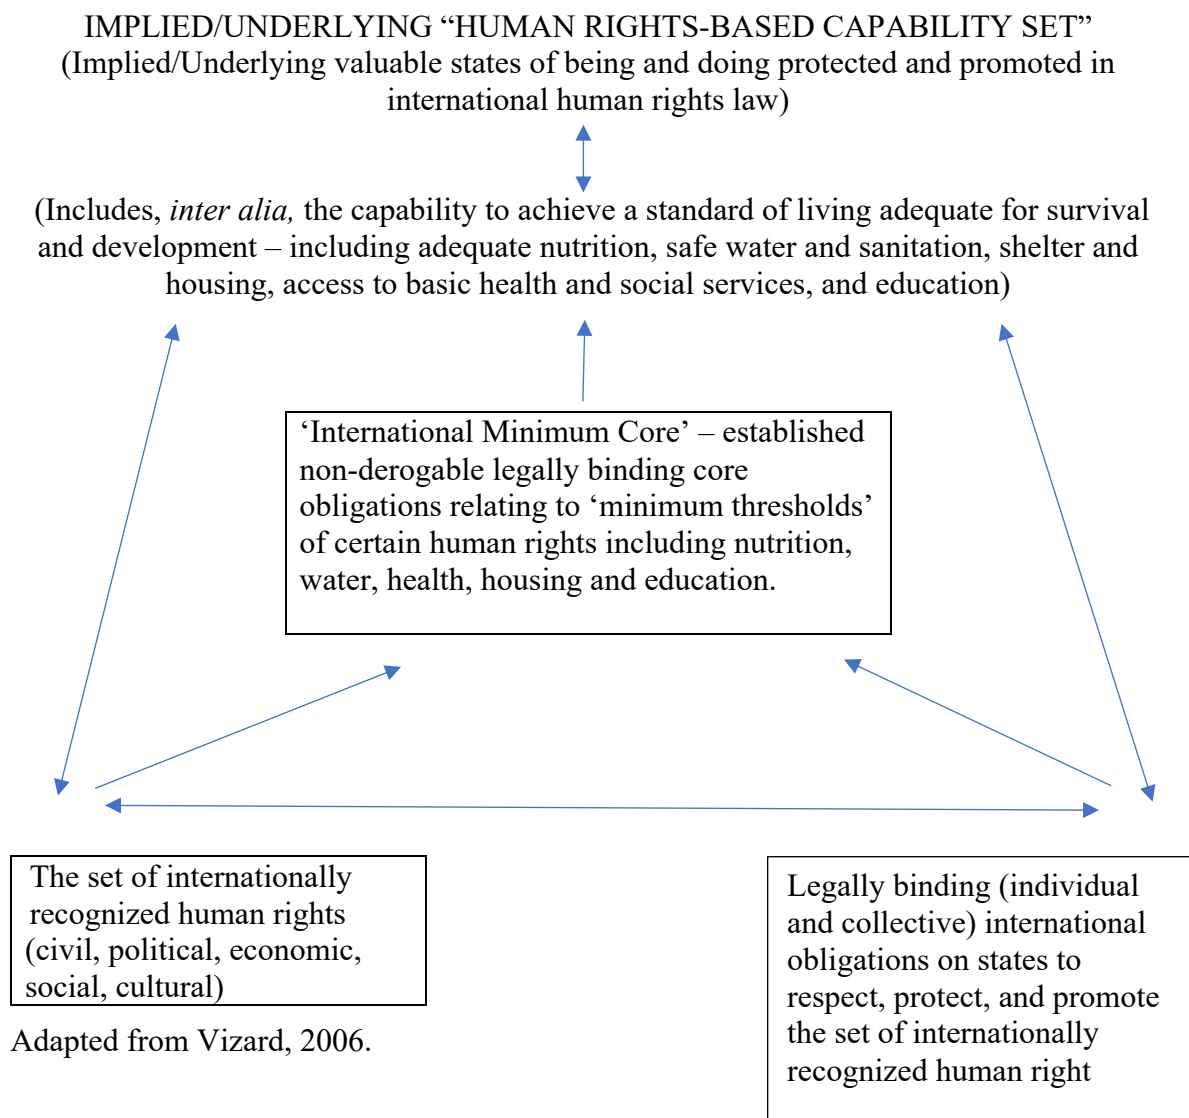 IMPLIED/UNDERLYING “HUMAN RIGHTS-BASED CAPABILITY SET”
(Implied/Underlying valuable states of being and doing protected and promoted in
international human rights law)
(Includes, inter alia, the capability to achieve a standard of living adequate for survival
and development – including adequate nutrition, safe water and sanitation, shelter and
housing, access to basic health and social services, and education)
‘International Minimum Core’ – established
non-derogable legally binding core
obligations relating to ‘minimum thresholds’
of certain human rights including nutrition,
water, health, housing and education.
The set of internationally
recognized human rights
(civil, political, economic,
social, cultural)
Adapted from Vizard, 2006.
Legally binding (individual
and collective) international
obligations on states to
respect, protect, and promote
the set of internationally
recognized human right